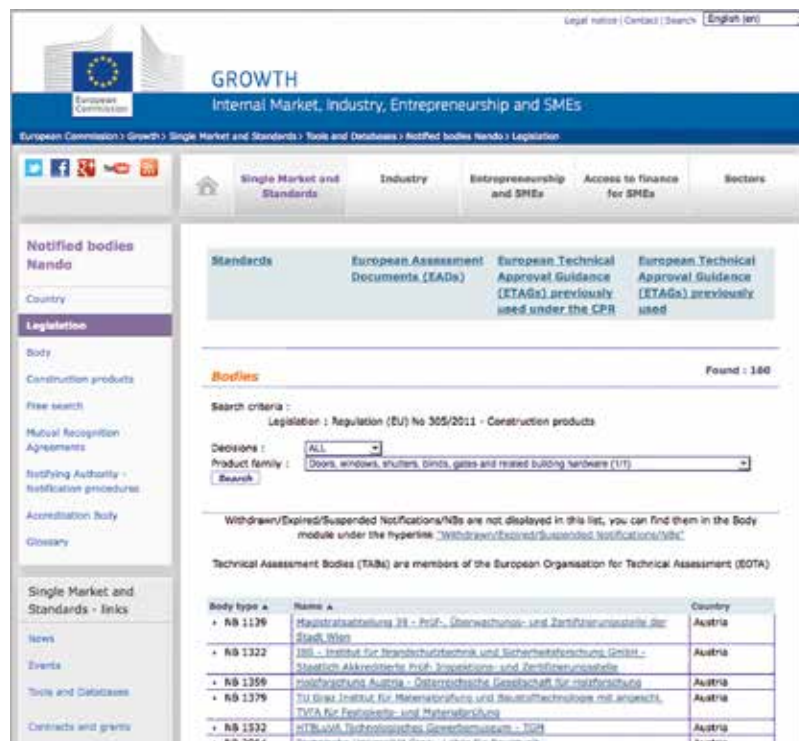 Legal notice | Contact | Search English (en)
European
Commission
GROWTH
Internal Market, Industry, Entrepreneurship and SMEs
European Commission > Growth > Single Market and Standards > Tools and Databases > Notified bodies Nando > Legislation
Single Market and
Standards
Industry
Entrepreneurship
and SMEs
Access to finance
for SMEs
Sectors
Notified bodies
Nando
Country
Legislation
Body
Construction products
Free search
Mutual Recognition
Agreements
Notifying Authority -
Notification procedures
Accreditation Body
Glossary
Single Market and
Standards - links
News
Events
Tools and Databases
Contracts and grants
Standards
European Assessment
Documents (EADs)
European Technical
Approval Guidance
(ETAGs) previously
used under the CPR
European Technical
Approval Guidance
(ETAGs) previously
used
Bodies
Found : 160
Search criteria :
Legislation : Regulation (EU) No 305/2011 - Construction products
Decisions : ALL
Product family : Doors, windows, shutters, blinds, gates and related building hardware (1/1)
Search
Withdrawn/Expired/Suspended Notifications/NBs are not displayed in this list, you can find them in the Body
module under the hyperlink "Withdrawn/Expired/Suspended Notifications/NBs"
Technical Assessment Bodies (TABs) are members of the European Organisation for Technical Assessment (EOTA)
Body type Name Country
NB 1139 Magistratsabteilung 39 - Prüf-, Überwachungs- und Zertifizierungsstelle der Austria
Stadt Wien
NB 1322 IBS - Institut für Brandschutztechnik und Sicherheitsforschung GmbH - Austria
Staatlich Akkreditierte Prüf- Inspektions- und Zertifizierungsstelle
NB 1359 Holzforschung Austria - Österreichische Gesellschaft für Holzforschung Austria
NB 1379 TU Graz Institut für Materialprüfung und Baustofftechnologie mit angeschl. Austria
TVFA für Festigkeits- und Materialprüfung
NB 1532 HTBLuVA Technologisches Gewerbemuseum - TGM Austria